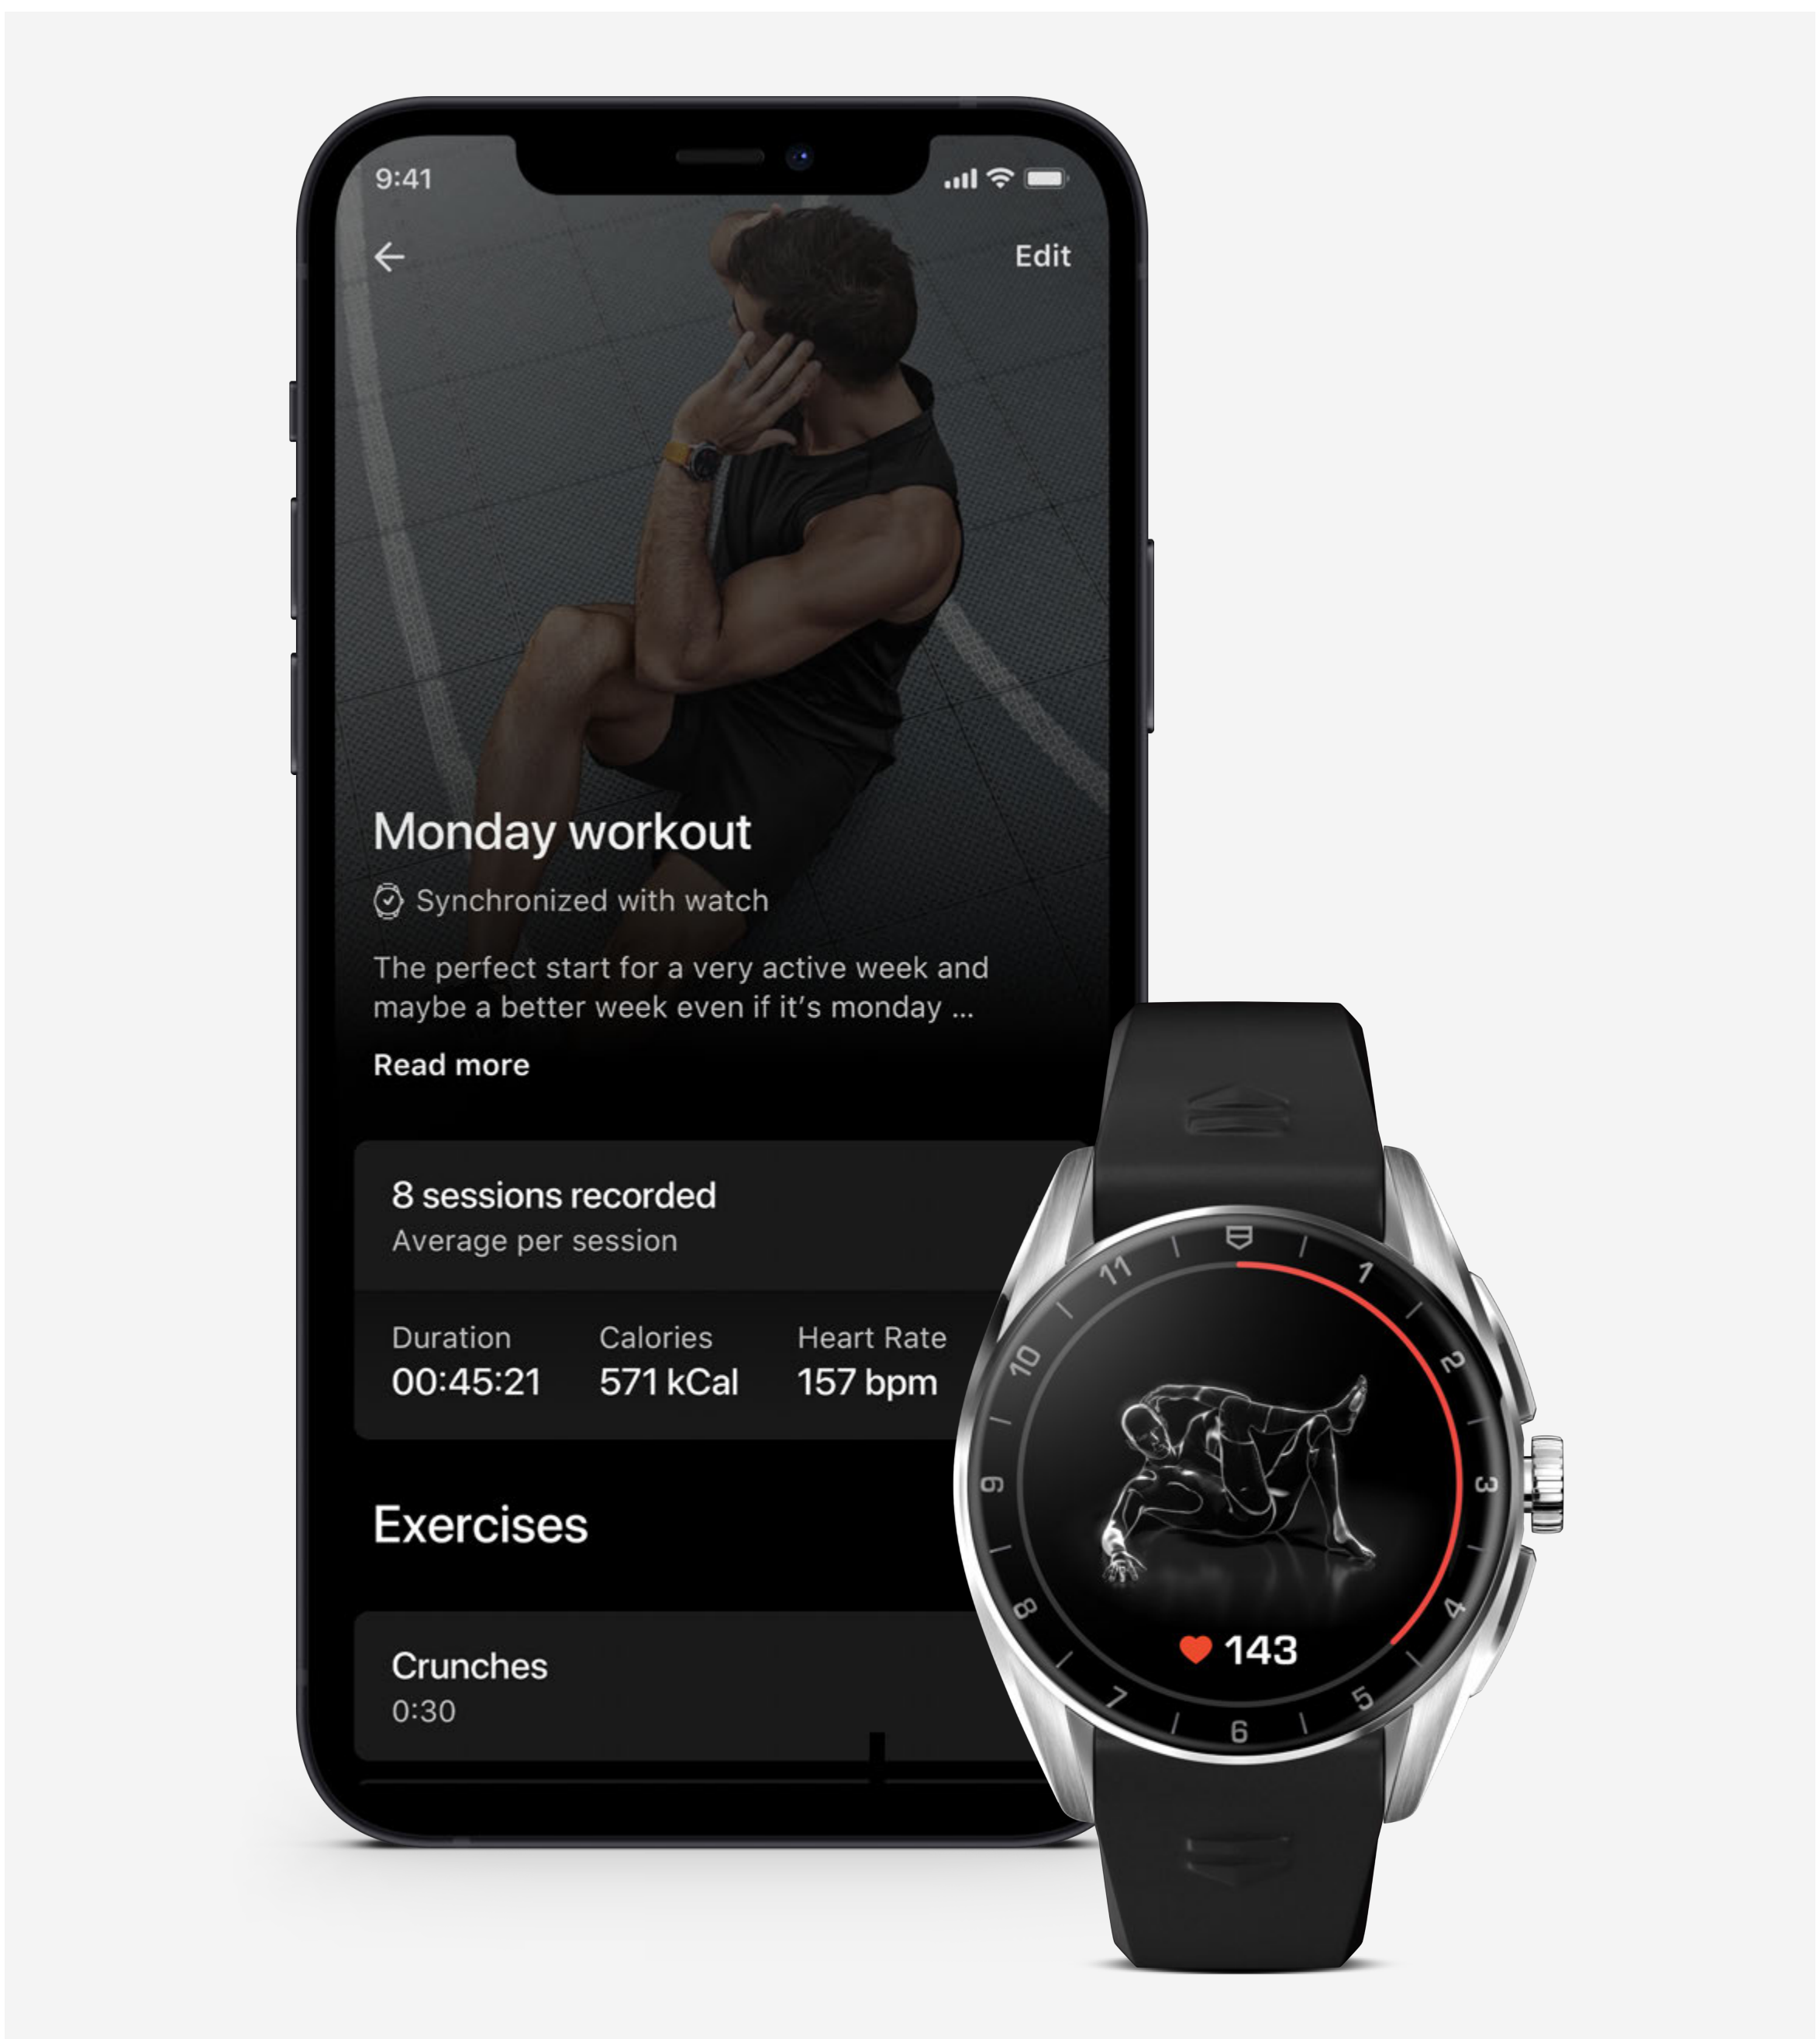 9:41
Edit
Monday workout
Synchronized with watch
The perfect start for a very active week and
maybe a better week even if it's monday ...
Read more
8 sessions recorded
Average per session
Duration Calories Heart Rate
00:45:21 571 kCal 157 bpm
Exercises
Crunches
0:30
1
2
3
4
5
6
7
8
9
10
11
143